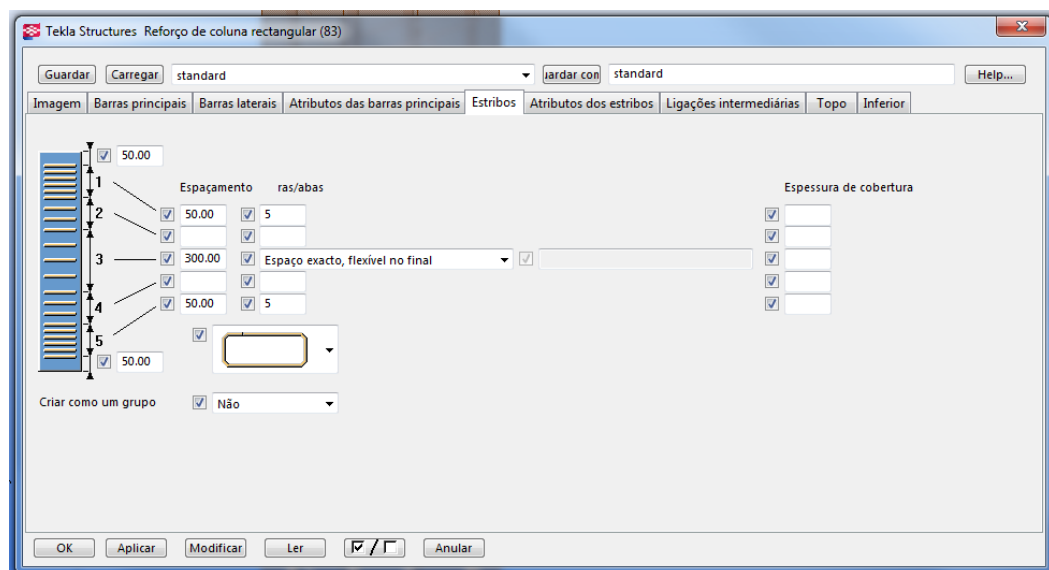 Tekla Structures Reforço de coluna rectangular (83)
Guardar Carregar standard jardar con standard Help...
Imagem Barras principais Barras laterais Atributos das barras principais Estribos Atributos dos estribos Ligações intermediárias Topo Inferior
50.00
Espaçamento ras/abas Espessura de cobertura
1 50.00 5
2
3 300.00 Espaço exacto, flexível no final
4
5 50.00 5
50.00
Criar como um grupo Não
OK Aplicar Modificar Ler / Anular